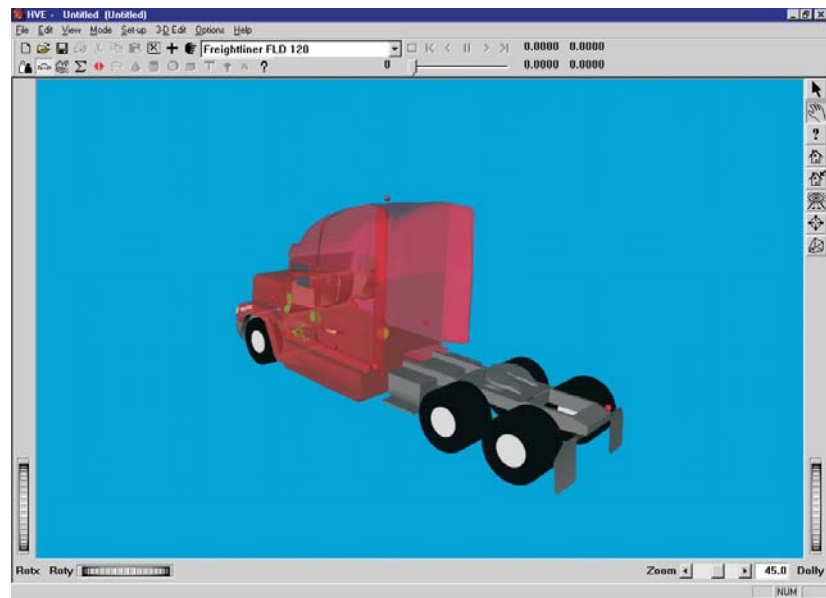 HVE - Untitled (Untitled)
File Edit View Mode Set-up 3-D Edit Options Help
Freightliner FLD 120
0.0000 0.0000
0
0.0000 0.0000
Rotx Roty
Zoom
45.0
Dolly
NUM